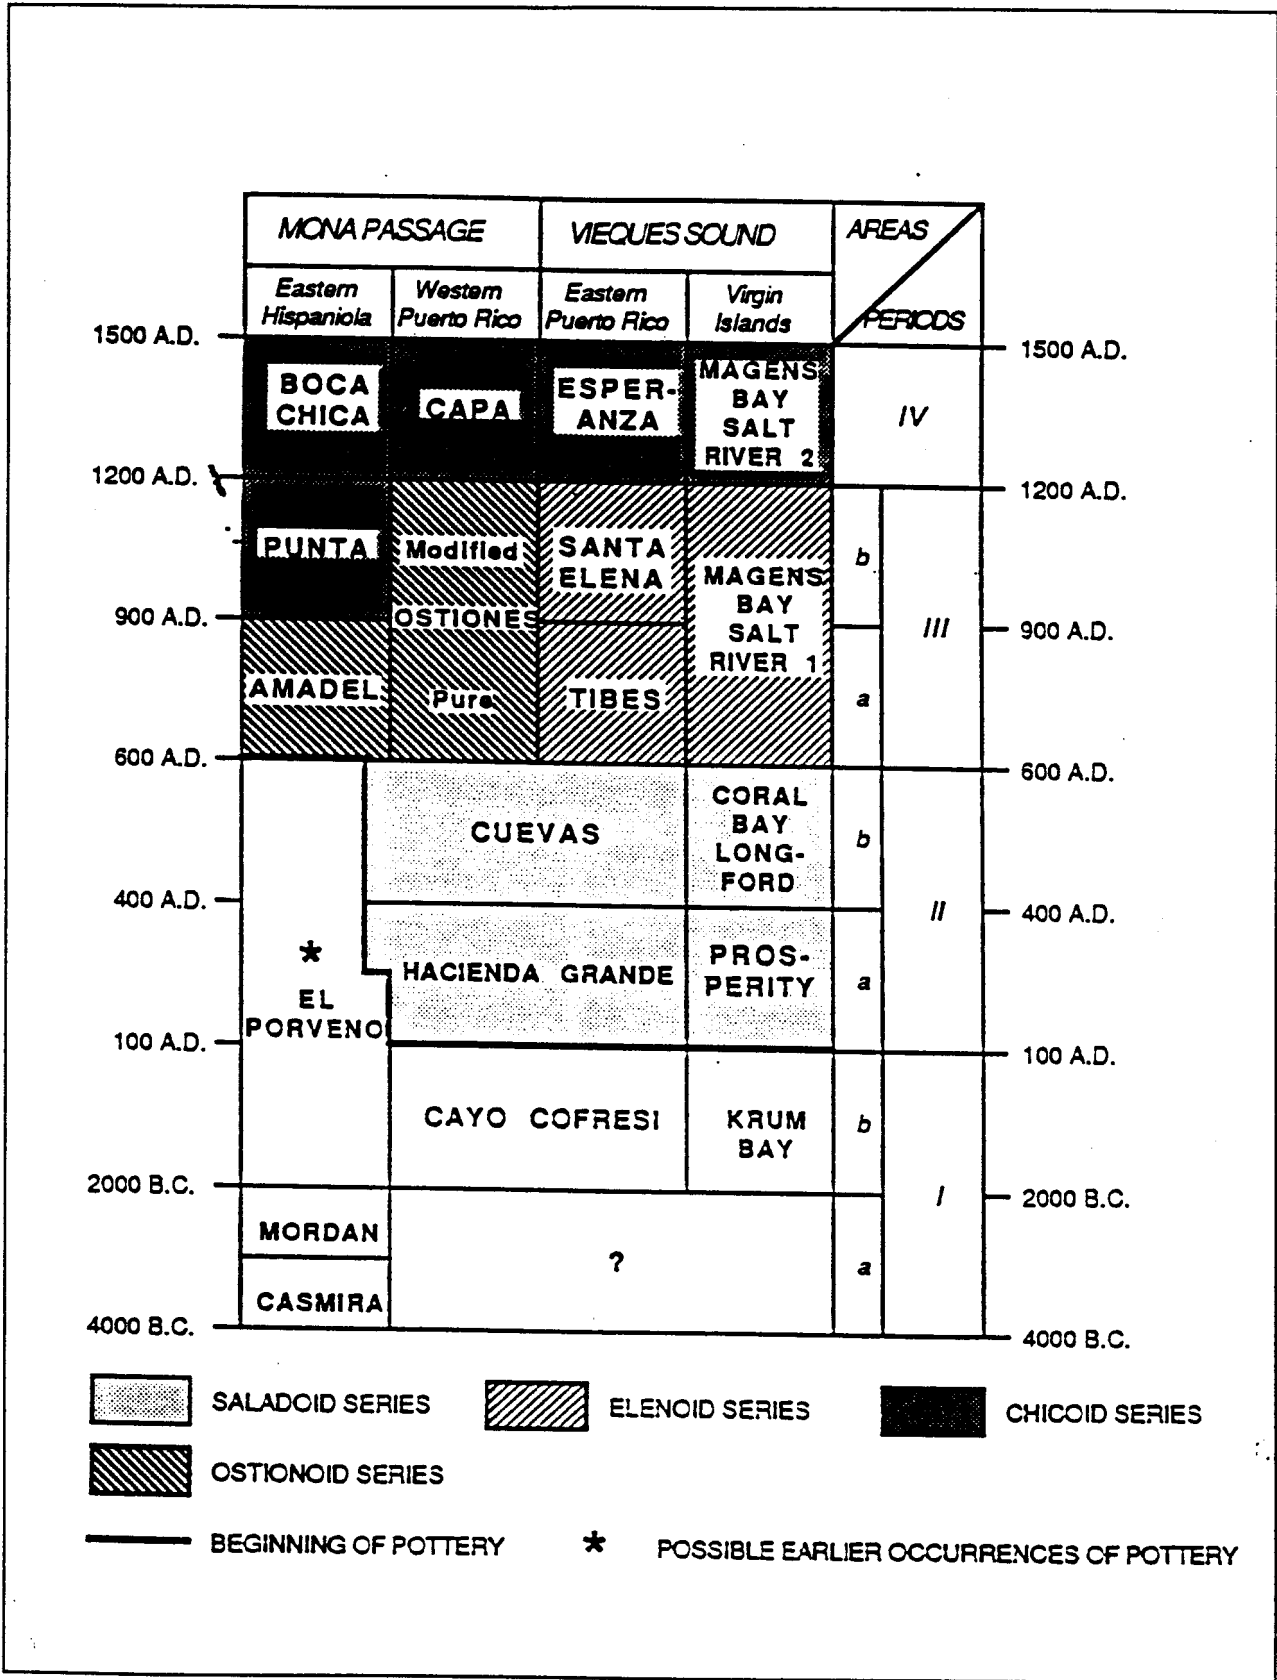 MONA PASSAGE
VIEQUES SOUND
AREAS
PERIODS
Eastern
Hispaniola
Western
Puerto Rico
Eastern
Puerto Rico
Virgin
Islands
1500 A.D.
1500 A.D.
BOCA
CHICA
CAPA
ESPER-
ANZA
MAGENS
BAY
SALT
RIVER 2
IV
1200 A.D.
1200 A.D.
PUNTA
Modified
OSTIONES
Pure
SANTA
ELENA
MAGENS
BAY
SALT
RIVER 1
b
III
900 A.D.
900 A.D.
AMADEL
TIBES
a
600 A.D.
600 A.D.
CUEVAS
CORAL
BAY
LONG-
FORD
b
II
400 A.D.
400 A.D.
*
EL
PORVENO
HACIENDA GRANDE
PROS-
PERITY
a
100 A.D.
100 A.D.
CAYO COFRESI
KRUM
BAY
b
I
2000 B.C.
2000 B.C.
MORDAN
?
a
CASMIRA
4000 B.C.
4000 B.C.
SALADOID SERIES
ELENOID SERIES
CHICOID SERIES
OSTIONOID SERIES
BEGINNING OF POTTERY
* POSSIBLE EARLIER OCCURRENCES OF POTTERY